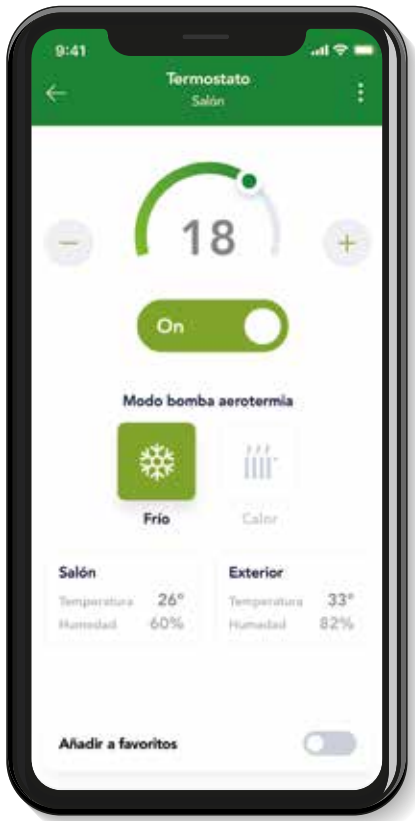 9:41
Termostato
Salón
18
On
Modo bomba aerotermia
Frío Calor
Salón Exterior
Temperatura 26° Temperatura 33°
Humedad 60% Humedad 82%
Añadir a favoritos